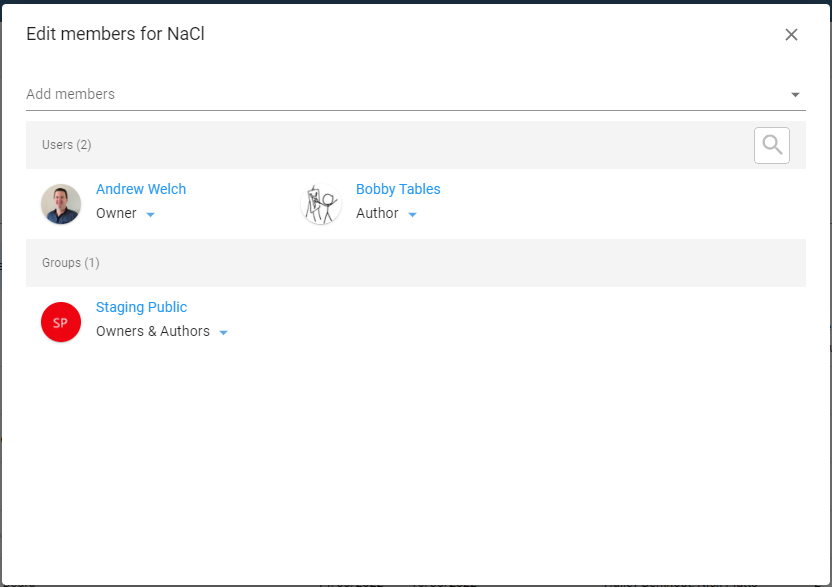 Edit members for NaCl
Add members
Users (2)
Andrew Welch
Owner
Bobby Tables
Author
Groups (1)
SP
Staging Public
Owners & Authors